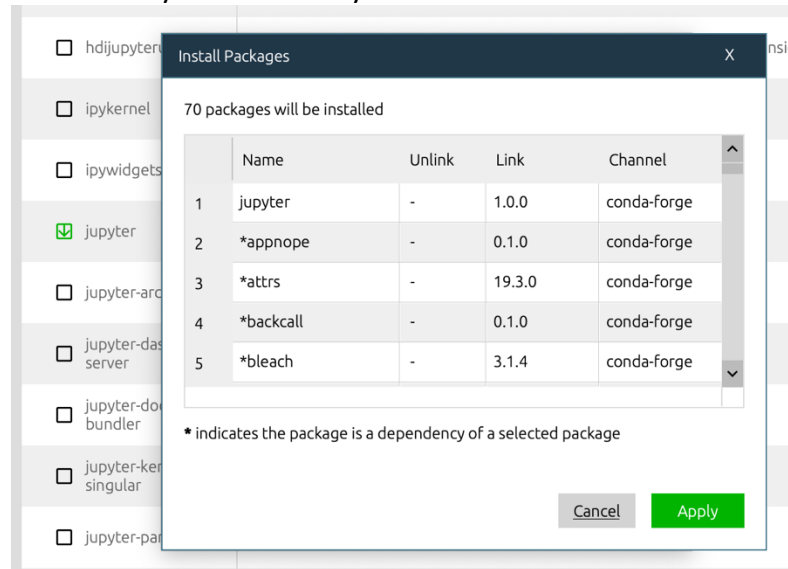 hdijupyter
ipykernel
ipywidgets
jupyter
jupyter-arc
jupyter-das
server
jupyter-do
bundler
jupyter-ker
singular
jupyter-par
nsi
Install Packages X
70 packages will be installed
Name Unlink Link Channel
1 jupyter - 1.0.0 conda-forge
2 *appnope - 0.1.0 conda-forge
3 *attrs - 19.3.0 conda-forge
4 *backcall - 0.1.0 conda-forge
5 *bleach - 3.1.4 conda-forge
* indicates the package is a dependency of a selected package
Cancel Apply